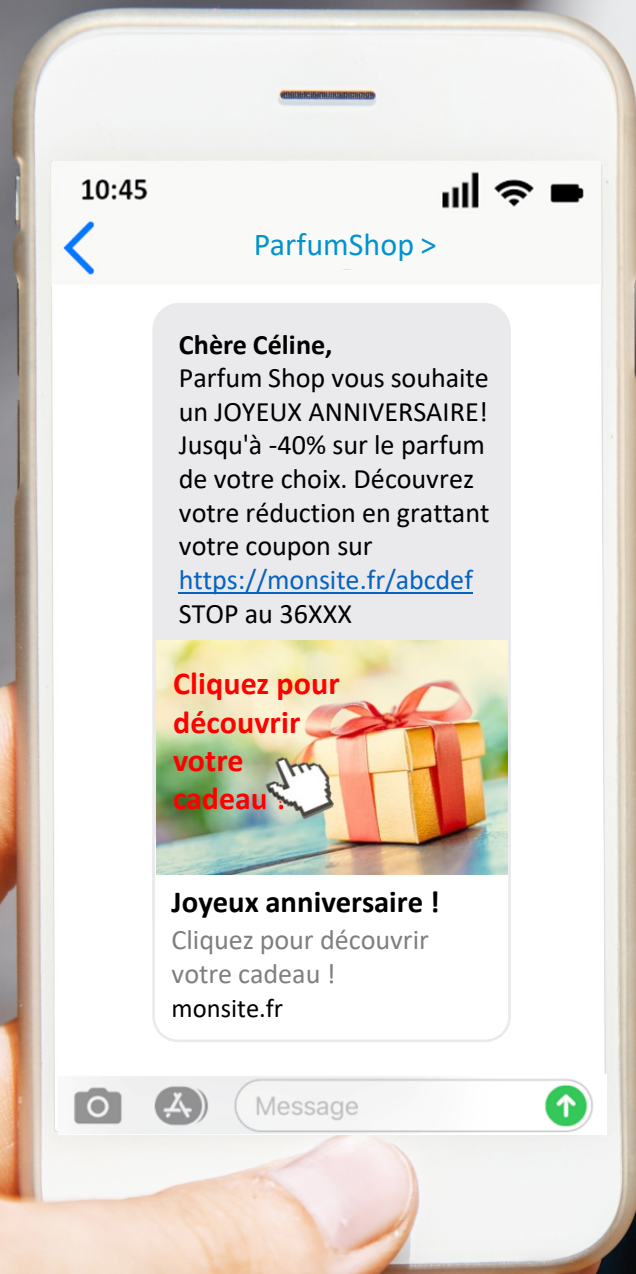 10:45
ParfumShop >
Chère Céline,
Parfum Shop vous souhaite
un JOYEUX ANNIVERSAIRE!
Jusqu'à -40% sur le parfum
de votre choix. Découvrez
votre réduction en grattant
votre coupon sur
https://monsite.fr/abcdef
STOP au 36XXX
Cliquez pour
découvrir
votre
cadeau !
Joyeux anniversaire !
Cliquez pour découvrir
votre cadeau !
monsite.fr
Message